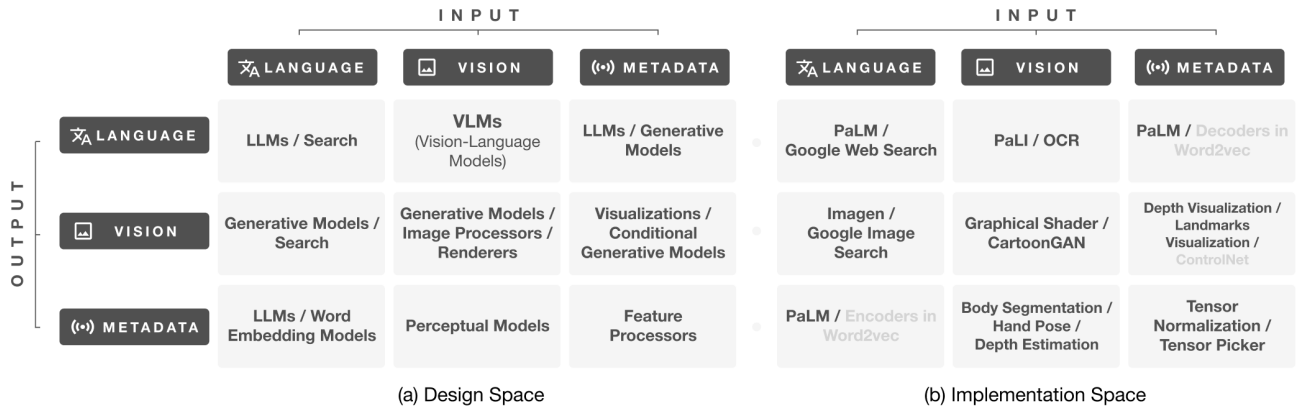 INPUT
INPUT
LANGUAGE
VISION
METADATA
LANGUAGE
VISION
METADATA
OUTPUT
LANGUAGE
LLMs / Search
VLMs
(Vision-Language
Models)
LLMs / Generative
Models
PaLM /
Google Web Search
PaLI / OCR
PaLM / Decoders in
Word2vec
VISION
Generative Models /
Search
Generative Models /
Image Processors /
Renderers
Visualizations /
Conditional
Generative Models
Imagen /
Google Image
Search
Graphical Shader /
CartoonGAN
Depth Visualization /
Landmarks
Visualization /
ControlNet
METADATA
LLMs / Word
Embedding Models
Perceptual Models
Feature
Processors
PaLM / Encoders in
Word2vec
Body Segmentation /
Hand Pose /
Depth Estimation
Tensor
Normalization /
Tensor Picker
(a) Design Space
(b) Implementation Space